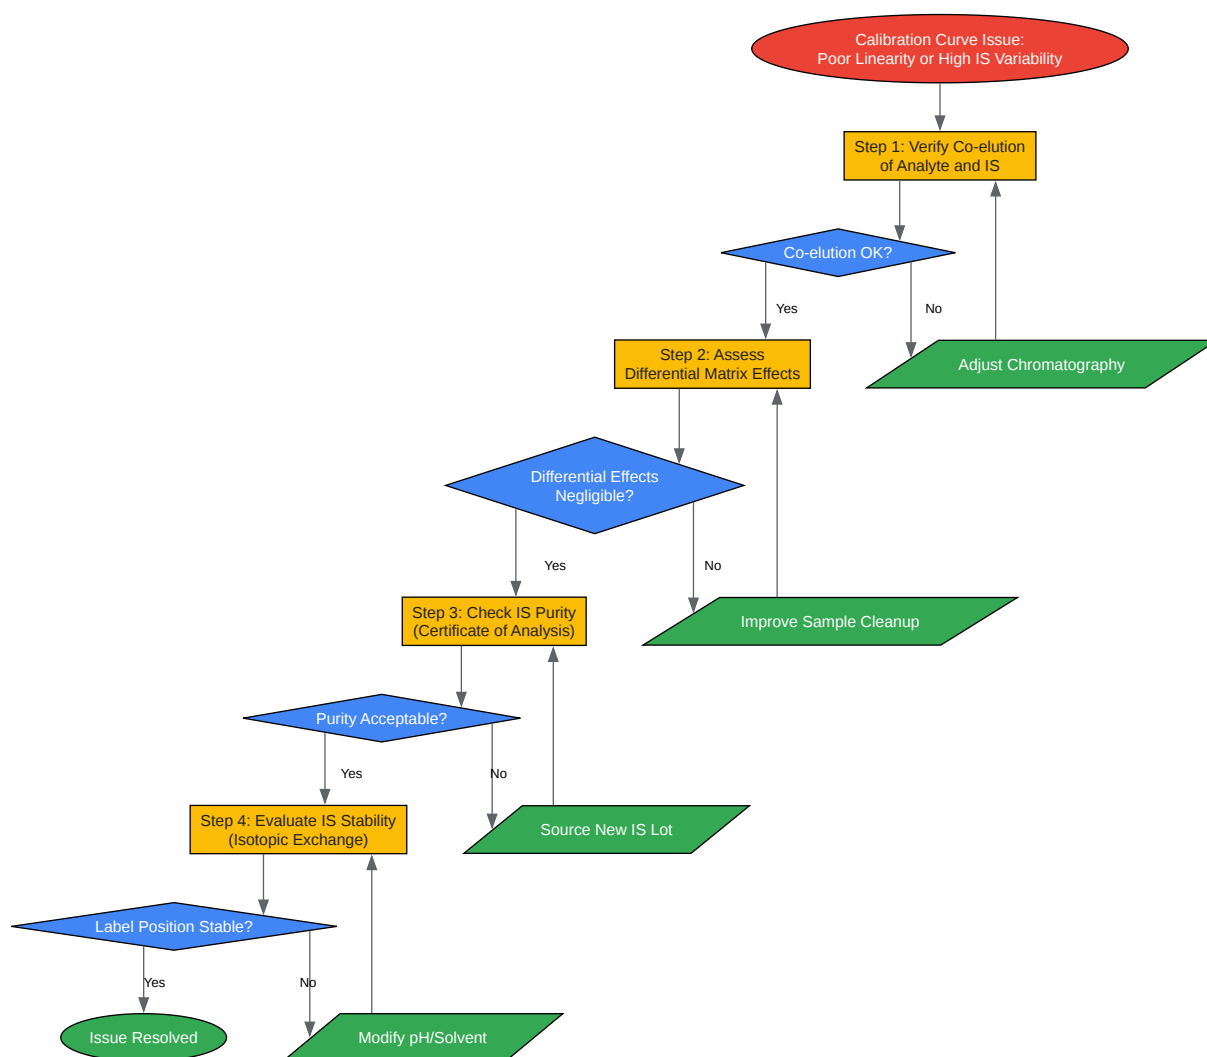 Calibration Curve Issue:
Poor Linearity or High IS Variability
Step 1: Verify Co-elution
of Analyte and IS
Co-elution OK?
Yes
No
Step 2: Assess
Differential Matrix Effects
Adjust Chromatography
Differential Effects
Negligible?
Yes
No
Step 3: Check IS Purity
(Certificate of Analysis)
Improve Sample Cleanup
Purity Acceptable?
Yes
No
Step 4: Evaluate IS Stability
(Isotopic Exchange)
Source New IS Lot
Label Position Stable?
Yes
No
Issue Resolved
Modify pH/Solvent